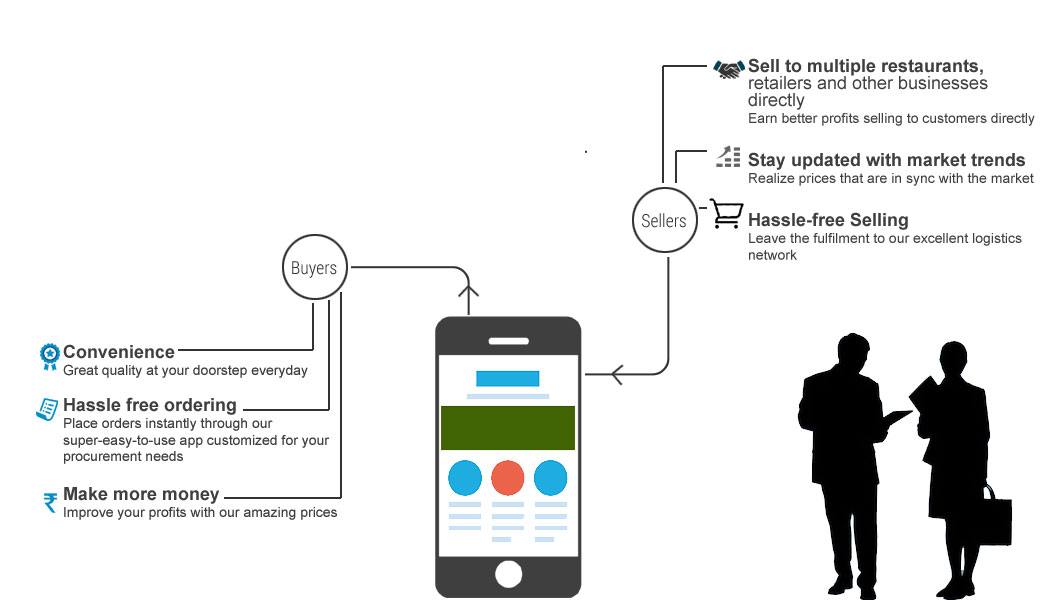 Sell to multiple restaurants,
retailers and other businesses
directly
Earn better profits selling to customers directly
Stay updated with market trends
Realize prices that are in sync with the market
Sellers
Hassle-free Selling
Leave the fulfilment to our excellent logistics
network
Buyers
Convenience
Great quality at your doorstep everyday
Hassle free ordering
Place orders instantly through our
super-easy-to-use app customized for your
procurement needs
₹ Make more money
Improve your profits with our amazing prices